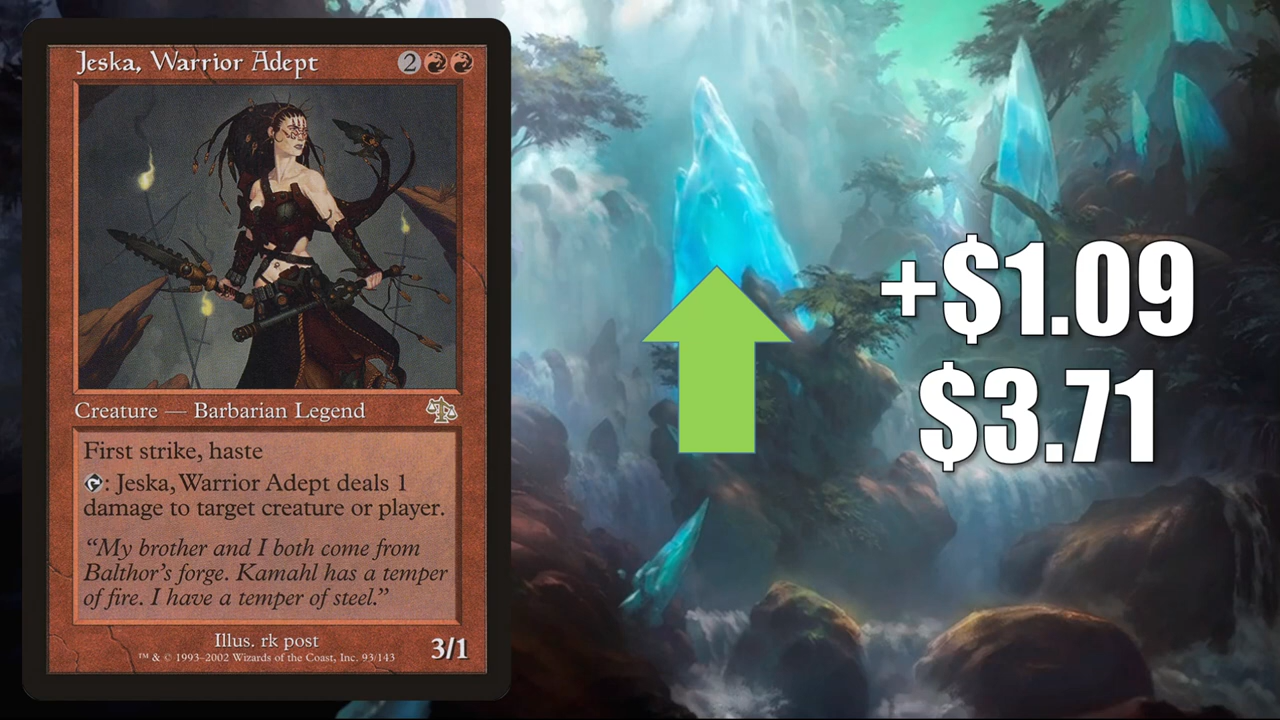 Jeska, Warrior Adept 2
Creature — Barbarian Legend
First strike, haste
: Jeska, Warrior Adept deals 1
damage to target creature or player.
“My brother and I both come from
Balthor’s forge. Kamahl has a temper
of fire. I have a temper of steel.”
Illus. rk post
™ & © 1993–2002 Wizards of the Coast, Inc. 93/143
3/1
+$1.09
$3.71